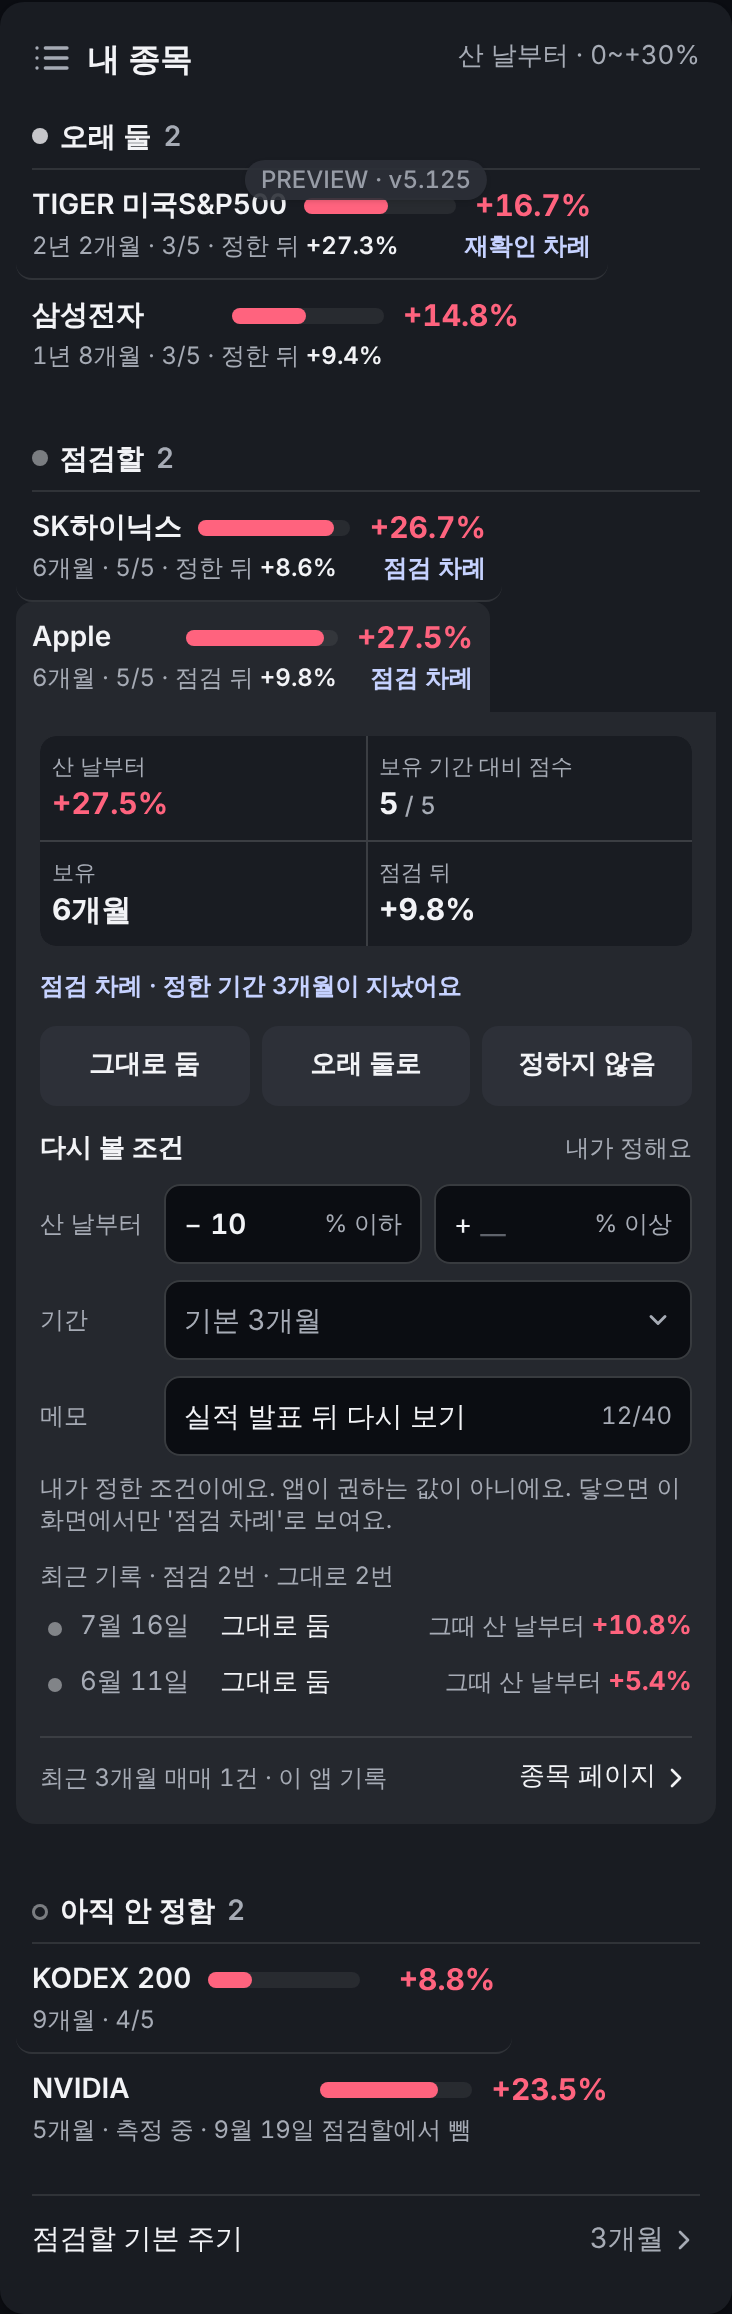 내 종목
산 날부터 · 0~+30%
오래 둘 2
PREVIEW · v5.125
TIGER 미국S&P500 +16.7%
2년 2개월 · 3/5 · 정한 뒤 +27.3% 재확인 차례
삼성전자 +14.8%
1년 8개월 · 3/5 · 정한 뒤 +9.4%
점검할 2
SK하이닉스 +26.7%
6개월 · 5/5 · 정한 뒤 +8.6% 점검 차례
Apple +27.5%
6개월 · 5/5 · 점검 뒤 +9.8% 점검 차례
산 날부터 보유 기간 대비 점수
+27.5% 5 / 5
보유 점검 뒤
6개월 +9.8%
점검 차례 · 정한 기간 3개월이 지났어요
그대로 둠 오래 둘로 정하지 않음
다시 볼 조건 내가 정해요
산 날부터 − 10 % 이하 + __ % 이상
기간 기본 3개월
메모 실적 발표 뒤 다시 보기 12/40
내가 정한 조건이에요. 앱이 권하는 값이 아니에요. 닿으면 이
화면에서만 '점검 차례'로 보여요.
최근 기록 · 점검 2번 · 그대로 2번
7월 16일 그대로 둠 그때 산 날부터 +10.8%
6월 11일 그대로 둠 그때 산 날부터 +5.4%
최근 3개월 매매 1건 · 이 앱 기록 종목 페이지
아직 안 정함 2
KODEX 200 +8.8%
9개월 · 4/5
NVIDIA +23.5%
5개월 · 측정 중 · 9월 19일 점검할에서 뺌
점검할 기본 주기 3개월